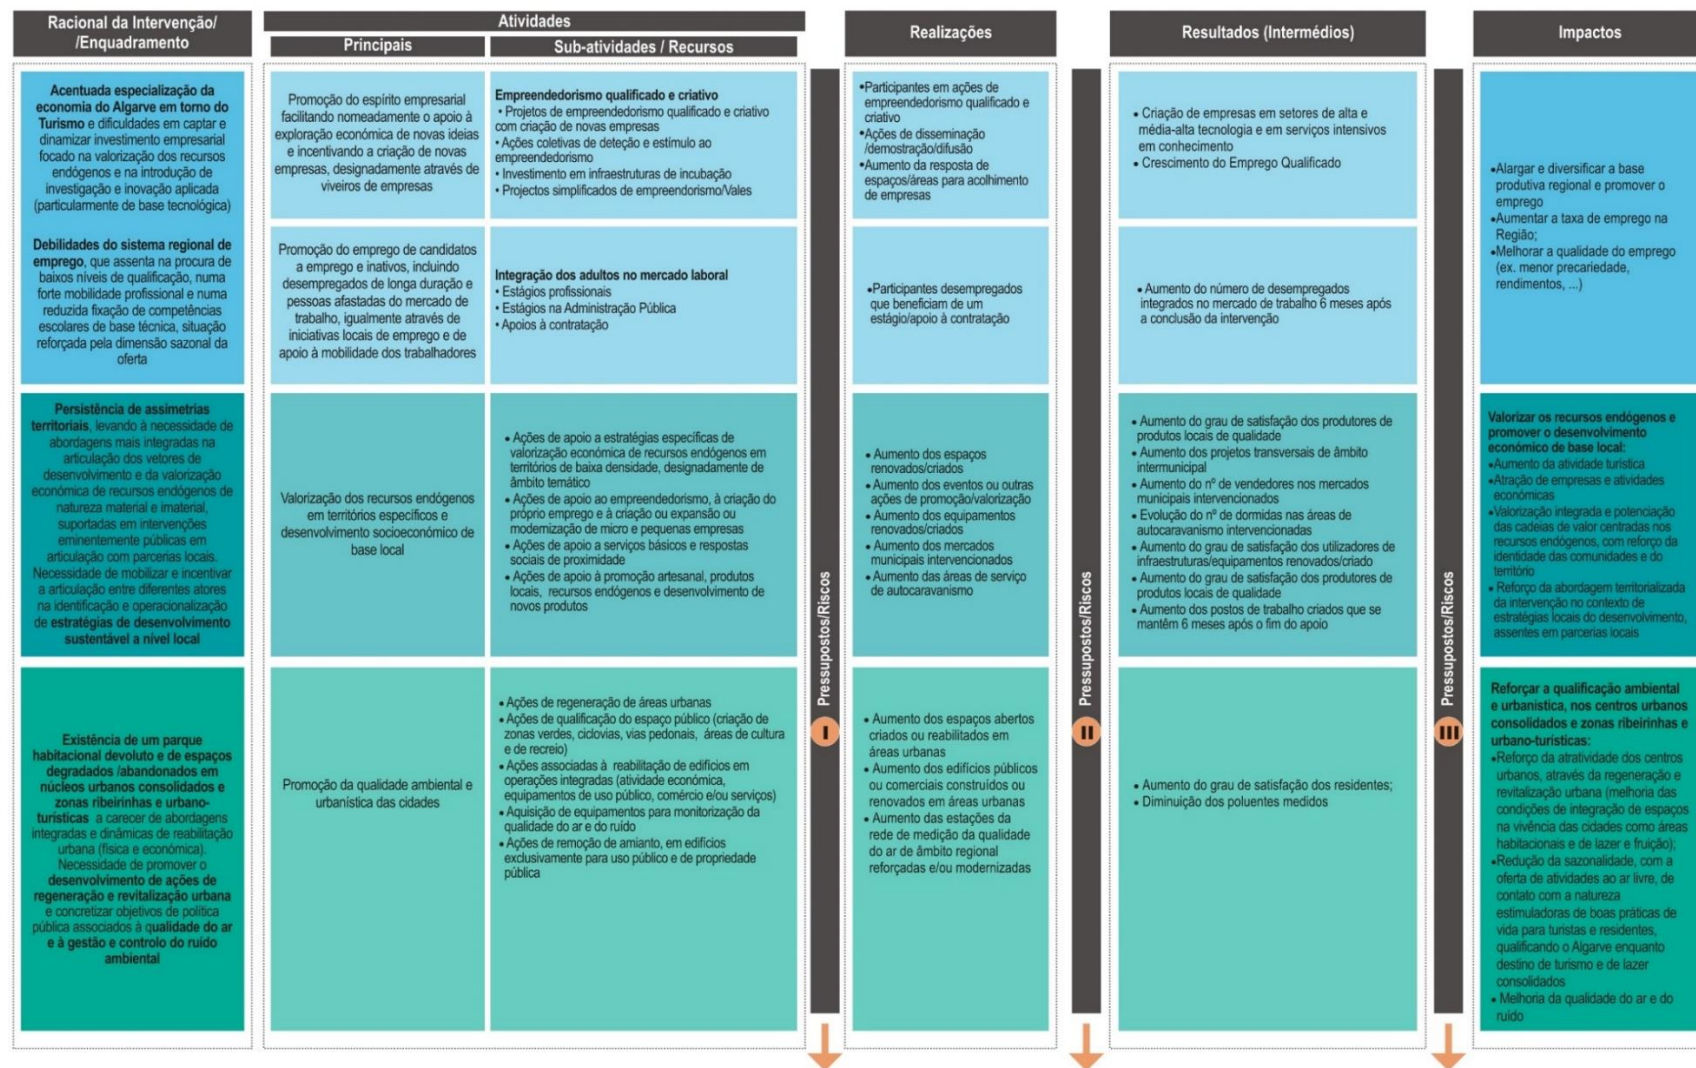 Racional da Intervenção/
/Enquadramento
Atividades
Principais
Sub-atividades / Recursos
Realizações
Resultados (Intermédios)
Impactos
Acentuada especialização da
economia do Algarve em torno do
Turismo e dificuldades em captar e
dinamizar investimento empresarial
focado na valorização dos recursos
endógenos e na introdução de
investigação e inovação aplicada
(particularmente de base tecnológica)
Debilidades do sistema regional de
emprego, que assenta na procura de
baixos níveis de qualificação, numa
forte mobilidade profissional e numa
reduzida fixação de competências
escolares de base técnica, situação
reforçada pela dimensão sazonal da
oferta
Promoção do espírito empresarial
facilitando nomeadamente o apoio à
exploração económica de novas ideias
e incentivando a criação de novas
empresas, designadamente através de
viveiros de empresas
Empreendedorismo qualificado e criativo
• Projetos de empreendedorismo qualificado e criativo
com criação de novas empresas
• Ações coletivas de deteção e estímulo ao
empreendedorismo
• Investimento em infraestruturas de incubação
• Projectos simplificados de empreendorismo/Vales
•Participantes em ações de
empreendedorismo qualificado e
criativo
•Ações de disseminação
/demostração/difusão
•Aumento da resposta de
espaços/áreas para acolhimento
de empresas
• Criação de empresas em setores de alta e
média-alta tecnologia e em serviços intensivos
em conhecimento
• Crescimento do Emprego Qualificado
•Alargar e diversificar a base
produtiva regional e promover o
emprego
•Aumentar a taxa de emprego na
Região;
•Melhorar a qualidade do emprego
(ex. menor precariedade,
rendimentos, ...)
Promoção do emprego de candidatos
a emprego e inativos, incluindo
desempregados de longa duração e
pessoas afastadas do mercado de
trabalho, igualmente através de
iniciativas locais de emprego e de
apoio à mobilidade dos trabalhadores
Integração dos adultos no mercado laboral
• Estágios profissionais
• Estágios na Administração Pública
• Apoios à contratação
•Participantes desempregados
que beneficiam de um
estágio/apoio à contratação
• Aumento do número de desempregados
integrados no mercado de trabalho 6 meses após
a conclusão da intervenção
Persistência de assimetrias
territoriais, levando à necessidade de
abordagens mais integradas na
articulação dos vetores de
desenvolvimento e da valorização
económica de recursos endógenos de
natureza material e imaterial,
suportadas em intervenções
eminentemente públicas em
articulação com parcerias locais.
Necessidade de mobilizar e incentivar
a articulação entre diferentes atores
na identificação e operacionalização
de estratégias de desenvolvimento
sustentável a nível local
Valorização dos recursos endógenos
em territórios específicos e
desenvolvimento socioeconómico de
base local
• Ações de apoio a estratégias específicas de
valorização económica de recursos endógenos em
territórios de baixa densidade, designadamente de
âmbito temático
• Ações de apoio ao empreendedorismo, à criação do
próprio emprego e à criação ou expansão ou
modernização de micro e pequenas empresas
• Ações de apoio a serviços básicos e respostas
sociais de proximidade
• Ações de apoio à promoção artesanal, produtos
locais, recursos endógenos e desenvolvimento de
novos produtos
• Aumento dos espaços
renovados/criados
• Aumento dos eventos ou outras
ações de promoção/valorização
• Aumento dos equipamentos
renovados/criados
• Aumento dos mercados
municipais intervencionados
• Aumento das áreas de serviço
de autocaravanismo
• Aumento do grau de satisfação dos produtores de
produtos locais de qualidade
• Aumento dos projetos transversais de âmbito
intermunicipal
• Aumento do nº de vendedores nos mercados
municipais intervencionados
• Evolução do nº de dormidas nas áreas de
autocaravanismo intervencionadas
• Aumento do grau de satisfação dos utilizadores de
infraestruturas/equipamentos renovados/criado
• Aumento do grau de satisfação dos produtores de
produtos locais de qualidade
• Aumento dos postos de trabalho criados que se
mantêm 6 meses após o fim do apoio
Valorizar os recursos endógenos e
promover o desenvolvimento
económico de base local:
•Aumento da atividade turística
•Atração de empresas e atividades
económicas
•Valorização integrada e potenciação
das cadeias de valor centradas nos
recursos endógenos, com reforço da
identidade das comunidades e do
território
• Reforço da abordagem territorializada
da intervenção no contexto de
estratégias locais do desenvolvimento,
assentes em parcerias locais
Existência de um parque
habitacional devoluto e de espaços
degradados /abandonados em
núcleos urbanos consolidados e
zonas ribeirinhas e urbano-
turísticas a carecer de abordagens
integradas e dinâmicas de reabilitação
urbana (física e económica).
Necessidade de promover o
desenvolvimento de ações de
regeneração e revitalização urbana
e concretizar objetivos de política
pública associados à qualidade do ar
e à gestão e controlo do ruído
ambiental
Promoção da qualidade ambiental e
urbanística das cidades
• Ações de regeneração de áreas urbanas
• Ações de qualificação do espaço público (criação de
zonas verdes, ciclovias, vias pedonais, áreas de cultura
e de recreio)
• Ações associadas à reabilitação de edifícios em
operações integradas (atividade económica,
equipamentos de uso público, comércio e/ou serviços)
• Aquisição de equipamentos para monitorização da
qualidade do ar e do ruído
• Ações de remoção de amianto, em edifícios
exclusivamente para uso público e de propriedade
pública
• Aumento dos espaços abertos
criados ou reabilitados em
áreas urbanas
• Aumento dos edifícios públicos
ou comerciais construídos ou
renovados em áreas urbanas
• Aumento das estações da
rede de medição da qualidade
do ar de âmbito regional
reforçadas e/ou modernizadas
• Aumento do grau de satisfação dos residentes;
• Diminuição dos poluentes medidos
Reforçar a qualificação ambiental
e urbanística, nos centros urbanos
consolidados e zonas ribeirinhas e
urbano-turísticas:
•Reforço da atratividade dos centros
urbanos, através da regeneração e
revitalização urbana (melhoria das
condições de integração de espaços
na vivência das cidades como áreas
habitacionais e de lazer e fruição);
•Redução da sazonalidade, com a
oferta de atividades ao ar livre, de
contato com a natureza
estimuladoras de boas práticas de
vida para turistas e residentes,
qualificando o Algarve enquanto
destino de turismo e de lazer
consolidados
• Melhoria da qualidade do ar e do
ruído
Pressupostos/Riscos
I
Pressupostos/Riscos
II
Pressupostos/Riscos
III